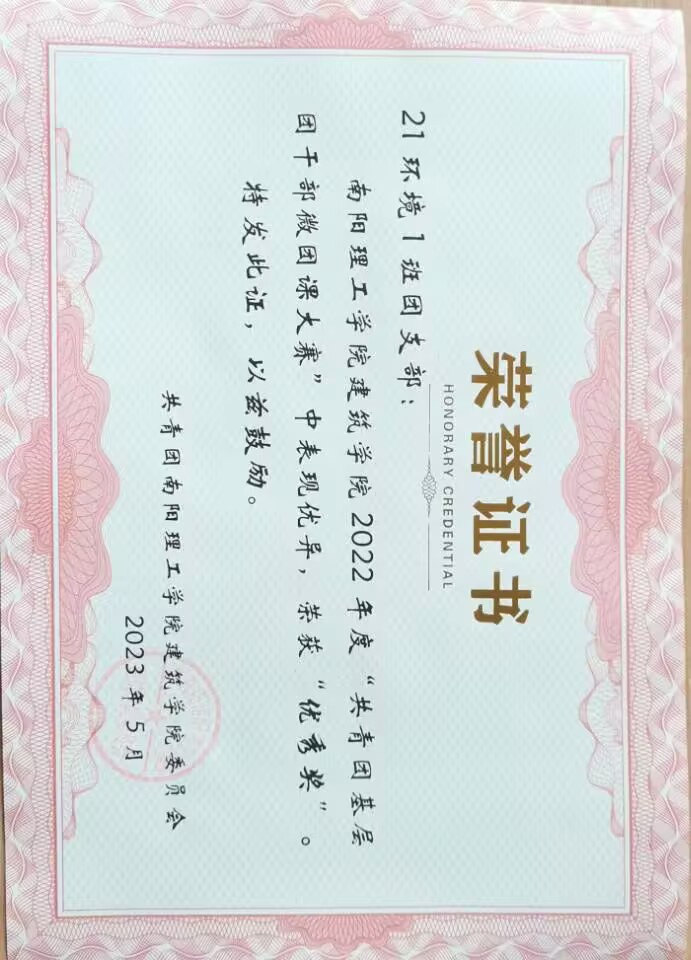 荣誉证书
HONORARY CREDENTIAL
21环境1班团支部：
南阳理工学院建筑学院2022年度“共青团基层
团干部微团课大赛”中表现优异，荣获“优秀奖”。
特发此证，以兹鼓励。
共青团南阳理工学院建筑学院委员会
2023年5月